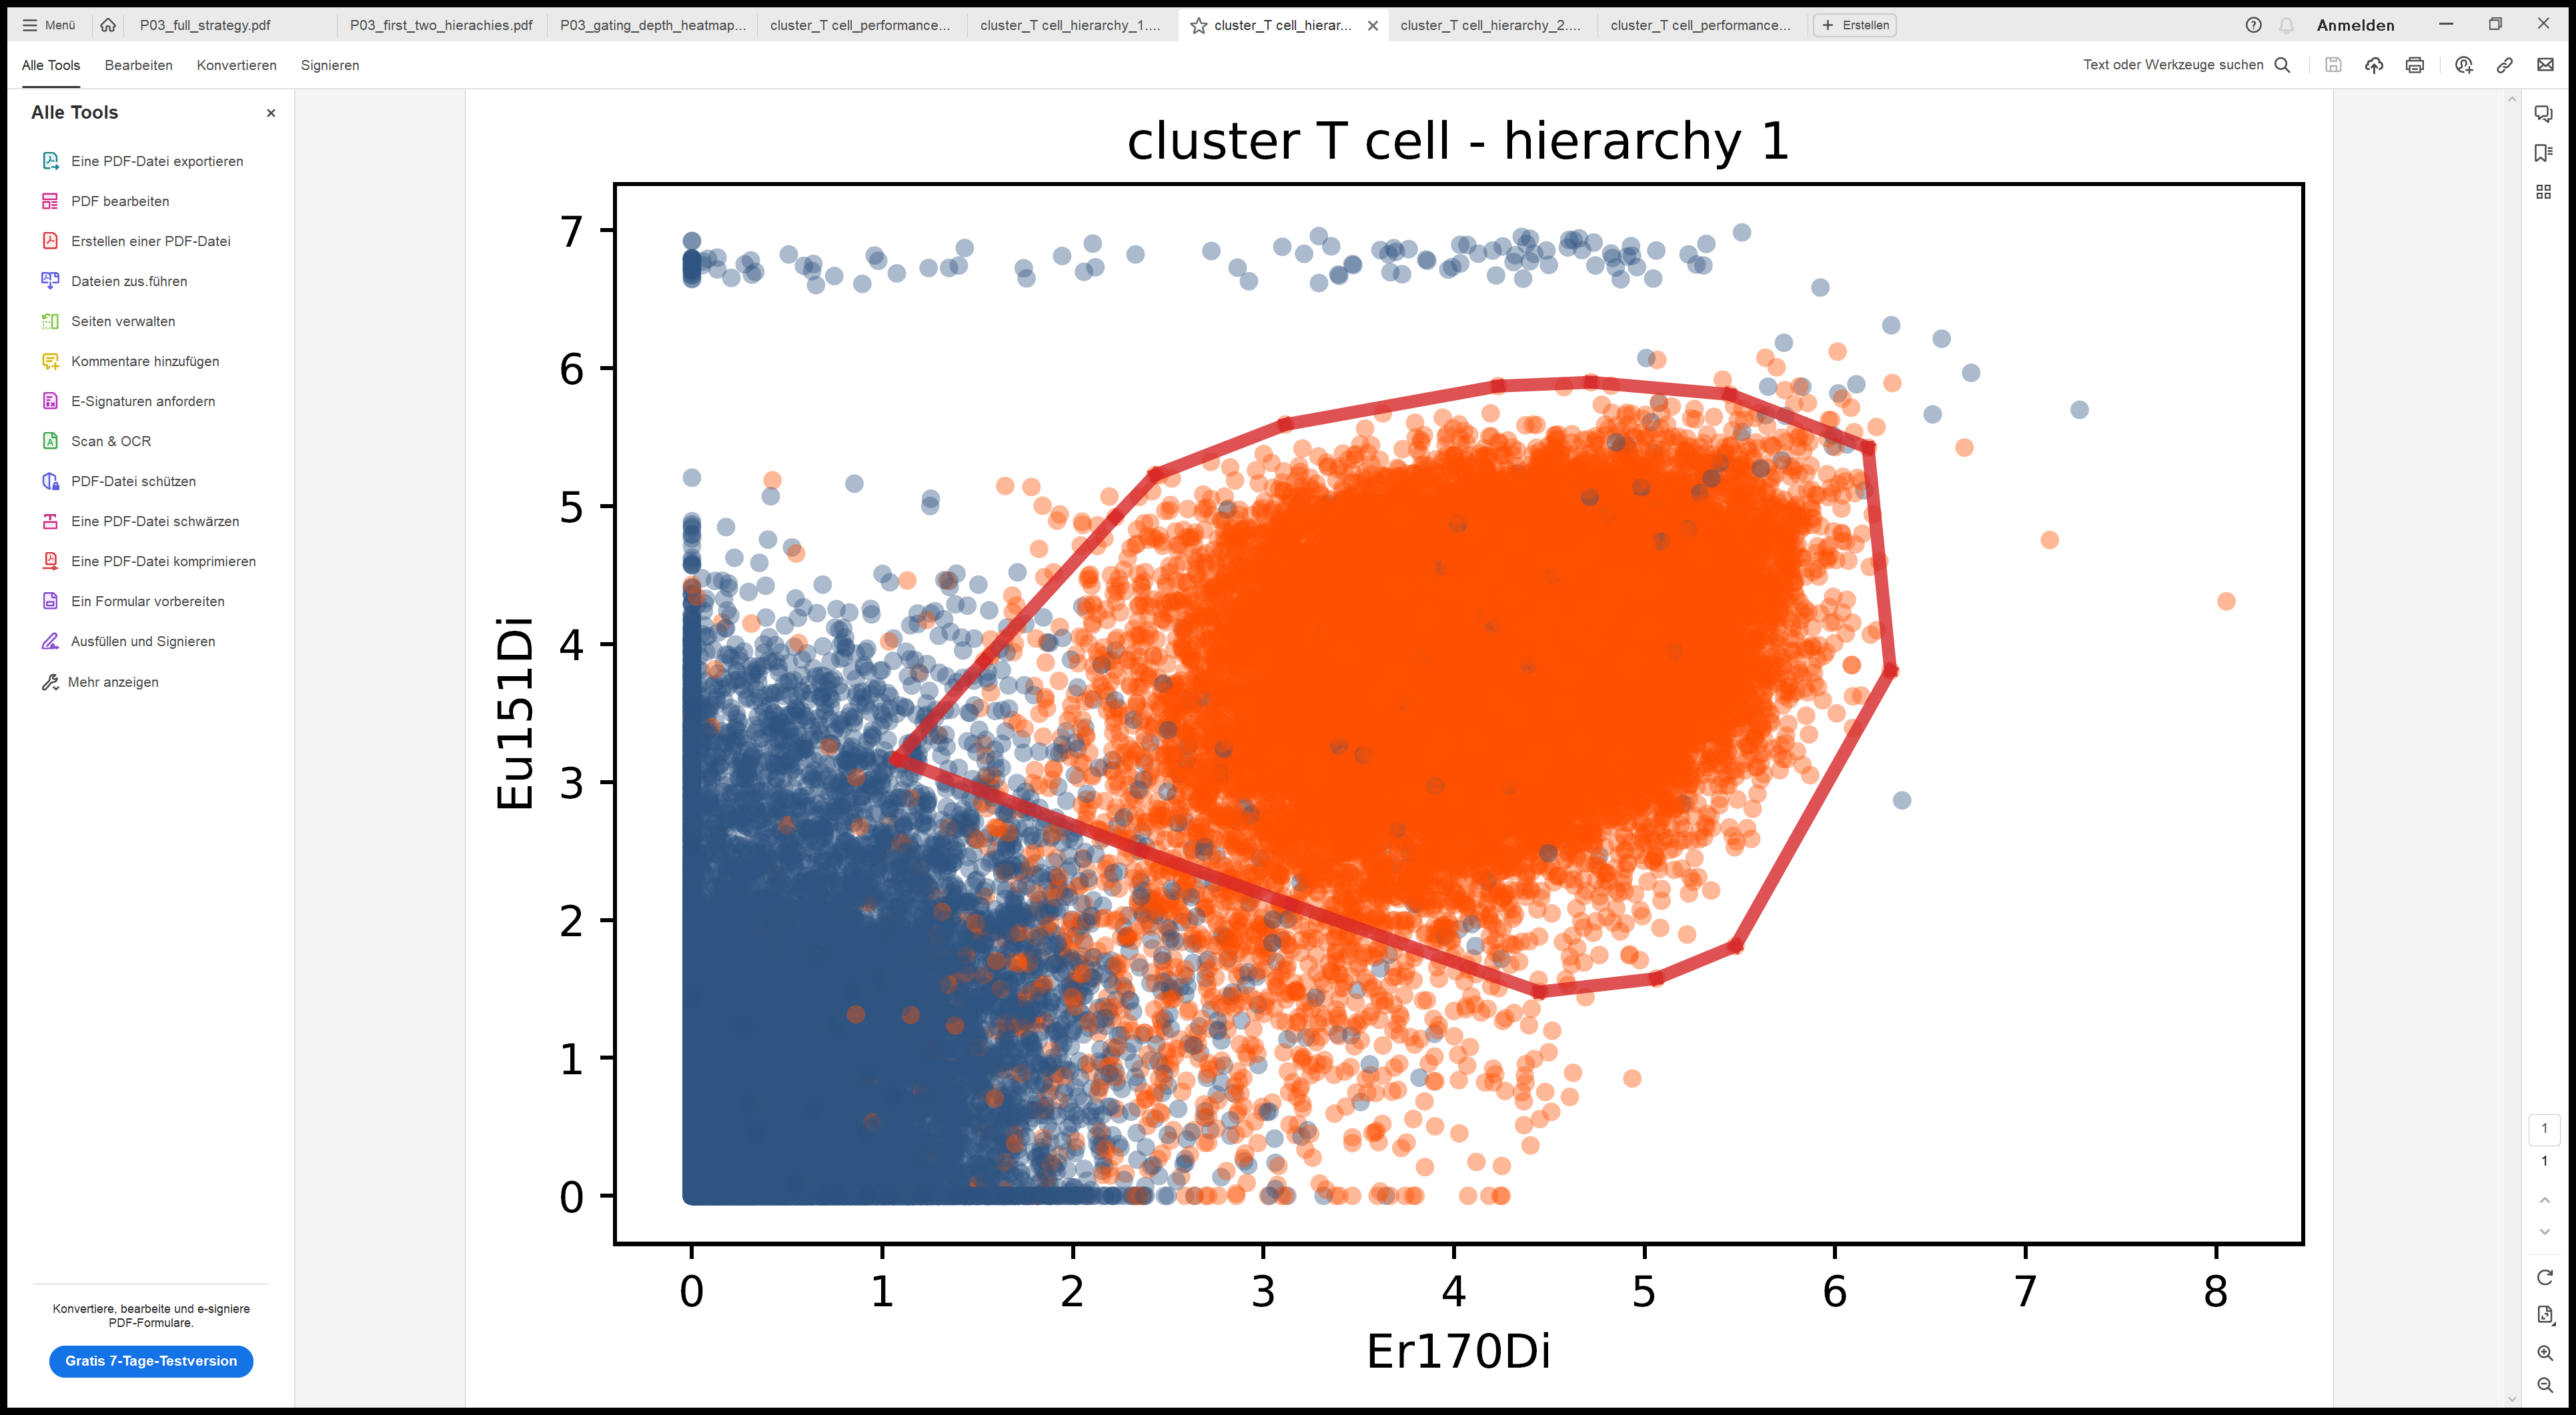 Menü
P03_full_strategy.pdf
P03_first_two_hierachies.pdf
P03_gating_depth_heatmap...
cluster_T cell_performance...
cluster_T cell_hierarchy_1....
cluster_T cell_hierar...
cluster_T cell_hierarchy_2....
cluster_T cell_performance...
Erstellen
Anmelden
Alle Tools
Bearbeiten
Konvertieren
Signieren
Text oder Werkzeuge suchen
Alle Tools
Eine PDF-Datei exportieren
PDF bearbeiten
Erstellen einer PDF-Datei
Dateien zus.führen
Seiten verwalten
Kommentare hinzufügen
E-Signaturen anfordern
Scan & OCR
PDF-Datei schützen
Eine PDF-Datei schwärzen
Eine PDF-Datei komprimieren
Ein Formular vorbereiten
Ausfüllen und Signieren
Mehr anzeigen
Konvertiere, bearbeite und e-signiere
PDF-Formulare.
Gratis 7-Tage-Testversion
cluster T cell - hierarchy 1
7
6
5
4
3
2
1
0
Eu151Di
0 1 2 3 4 5 6 7 8
Er170Di
1
1